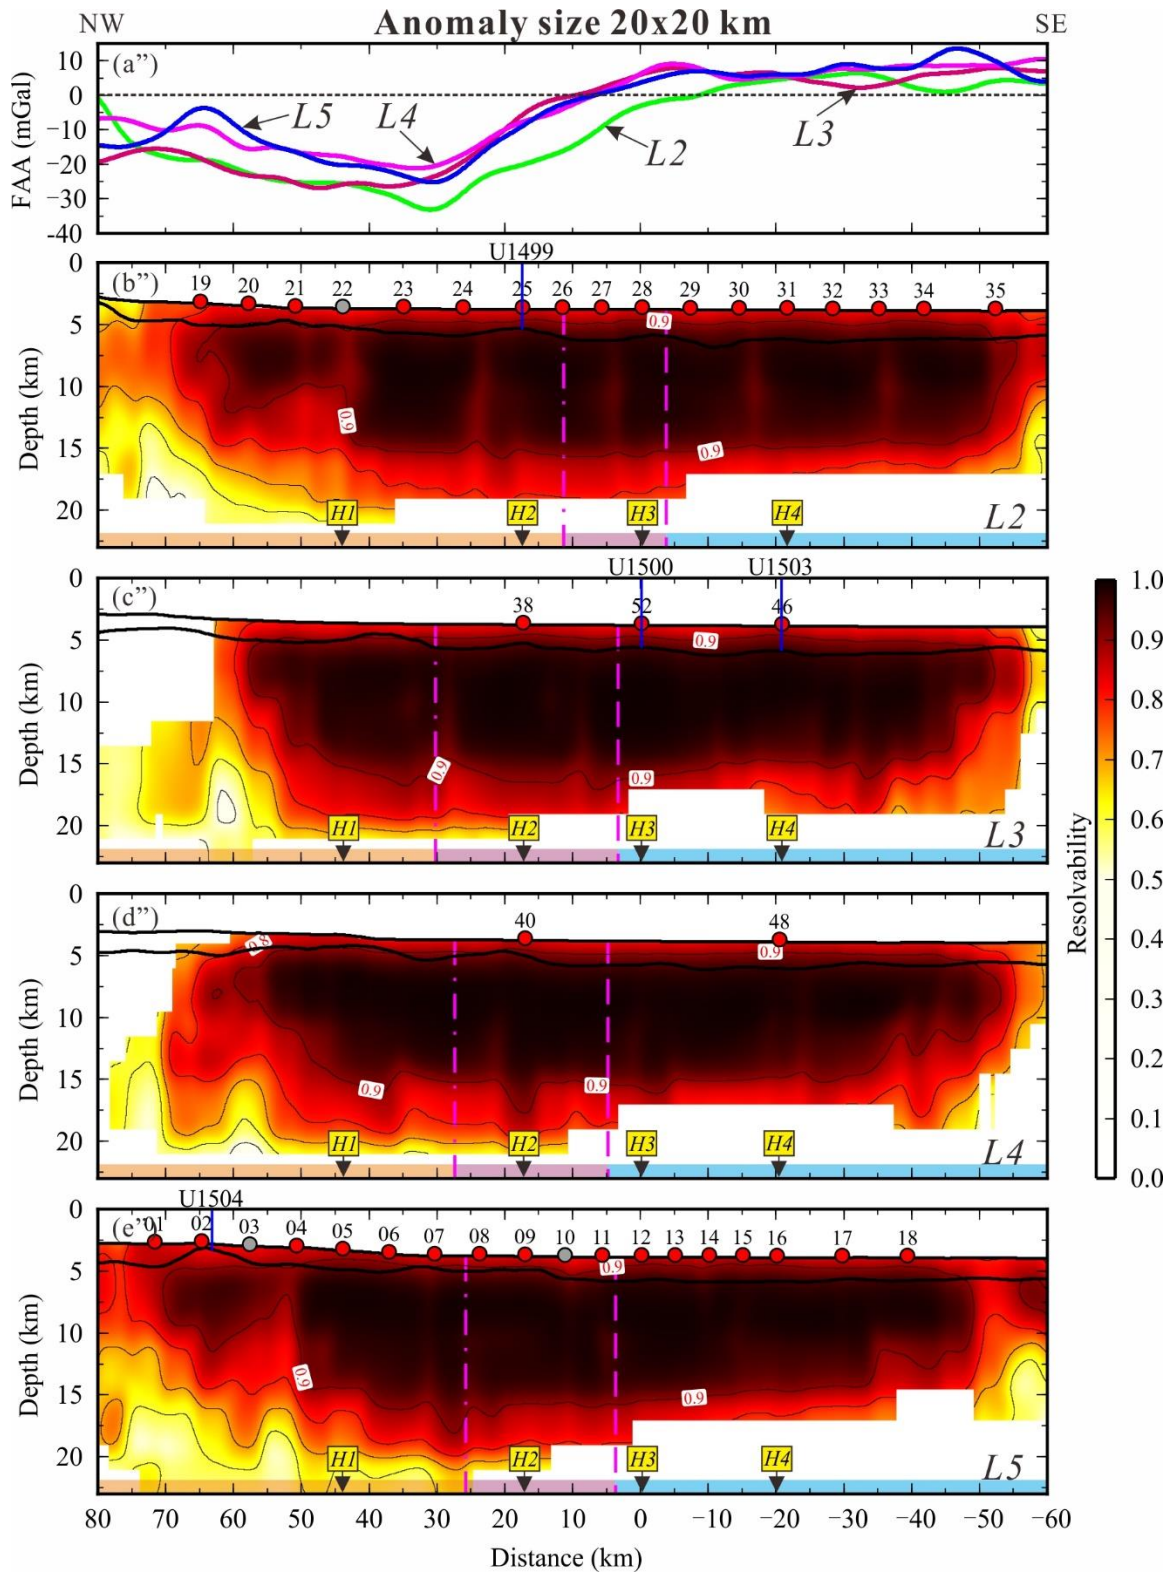 NW Anomaly size 20x20 km SE
(a”)
FAA (mGal)
10
0
−10
−20
−30
−40
L5 L4 L2 L3
U1499
(b”)
19 20 21 22 23 24 25 26 27 28 29 30 31 32 33 34 35
0.9
0.9
0.9
Depth (km)
0
5
10
15
20
H1 H2 H3 H4
L2
U1500 U1503
(c”)
38 52 46
0.9
0.9
0.9
Depth (km)
0
5
10
15
20
H1 H2 H3 H4
L3
(d”)
40 48
0.9
0.9
0.9
Depth (km)
0
5
10
15
20
H1 H2 H3 H4
L4
U1504
(e”)
01 02 03 04 05 06 07 08 09 10 11 12 13 14 15 16 17 18
0.9
0.9
0.9
Depth (km)
0
5
10
15
20
H1 H2 H3 H4
L5
80 70 60 50 40 30 20 10 0 −10 −20 −30 −40 −50 −60
Distance (km)
Resolvability
1.0
0.9
0.8
0.7
0.6
0.5
0.4
0.3
0.2
0.1
0.0